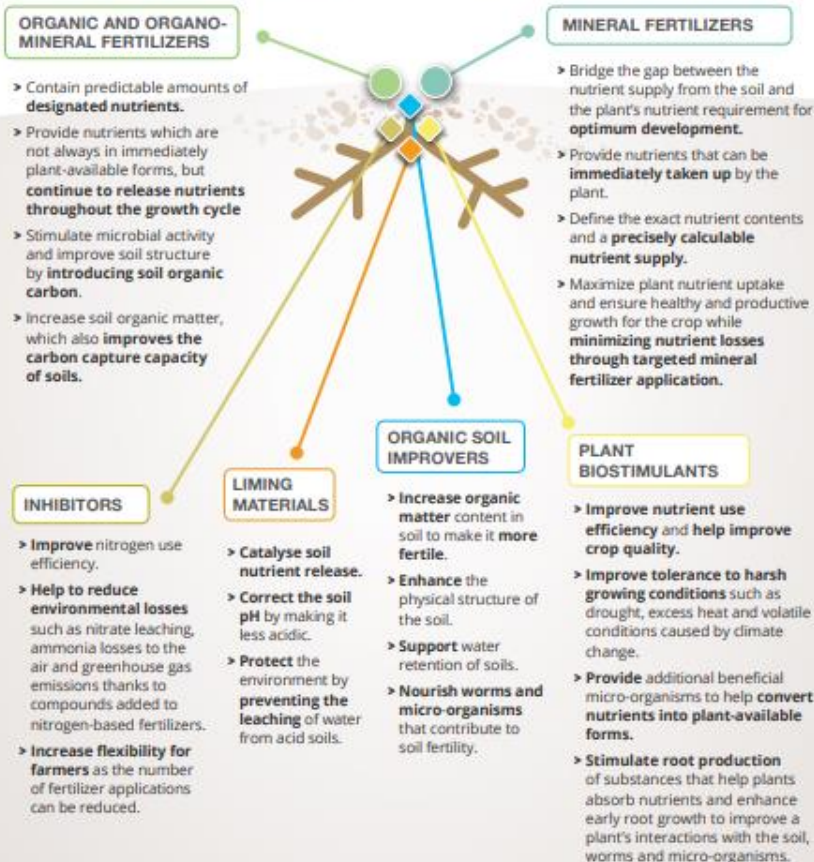 ORGANIC AND ORGANO-
MINERAL FERTILIZERS
> Contain predictable amounts of
designated nutrients.
> Provide nutrients which are
not always in immediately
plant-available forms, but
continue to release nutrients
throughout the growth cycle
> Stimulate microbial activity
and improve soil structure
by introducing soil organic
carbon.
> Increase soil organic matter,
which also improves the
carbon capture capacity
of soils.
MINERAL FERTILIZERS
> Bridge the gap between the
nutrient supply from the soil and
the plant's nutrient requirement for
optimum development.
> Provide nutrients that can be
immediately taken up by the
plant.
> Define the exact nutrient contents
and a precisely calculable
nutrient supply.
> Maximize plant nutrient uptake
and ensure healthy and productive
growth for the crop while
minimizing nutrient losses
through targeted mineral
fertilizer application.
INHIBITORS
> Improve nitrogen use
efficiency.
> Help to reduce
environmental losses
such as nitrate leaching,
ammonia losses to the
air and greenhouse gas
emissions thanks to
compounds added to
nitrogen-based fertilizers.
> Increase flexibility for
farmers as the number
of fertilizer applications
can be reduced.
LIMING
MATERIALS
> Catalyse soil
nutrient release.
> Correct the soil
pH by making it
less acidic.
> Protect the
environment by
preventing the
leaching of water
from acid soils.
ORGANIC SOIL
IMPROVERS
> Increase organic
matter content in
soil to make it more
fertile.
> Enhance the
physical structure of
the soil.
> Support water
retention of soils.
> Nourish worms and
micro-organisms
that contribute to
soil fertility.
PLANT
BIOSTIMULANTS
> Improve nutrient use
efficiency and help improve
crop quality.
> Improve tolerance to harsh
growing conditions such as
drought, excess heat and volatile
conditions caused by climate
change.
> Provide additional beneficial
micro-organisms to help convert
nutrients into plant-available
forms.
> Stimulate root production
of substances that help plants
absorb nutrients and enhance
early root growth to improve a
plant's interactions with the soil,
worms and micro-organisms.